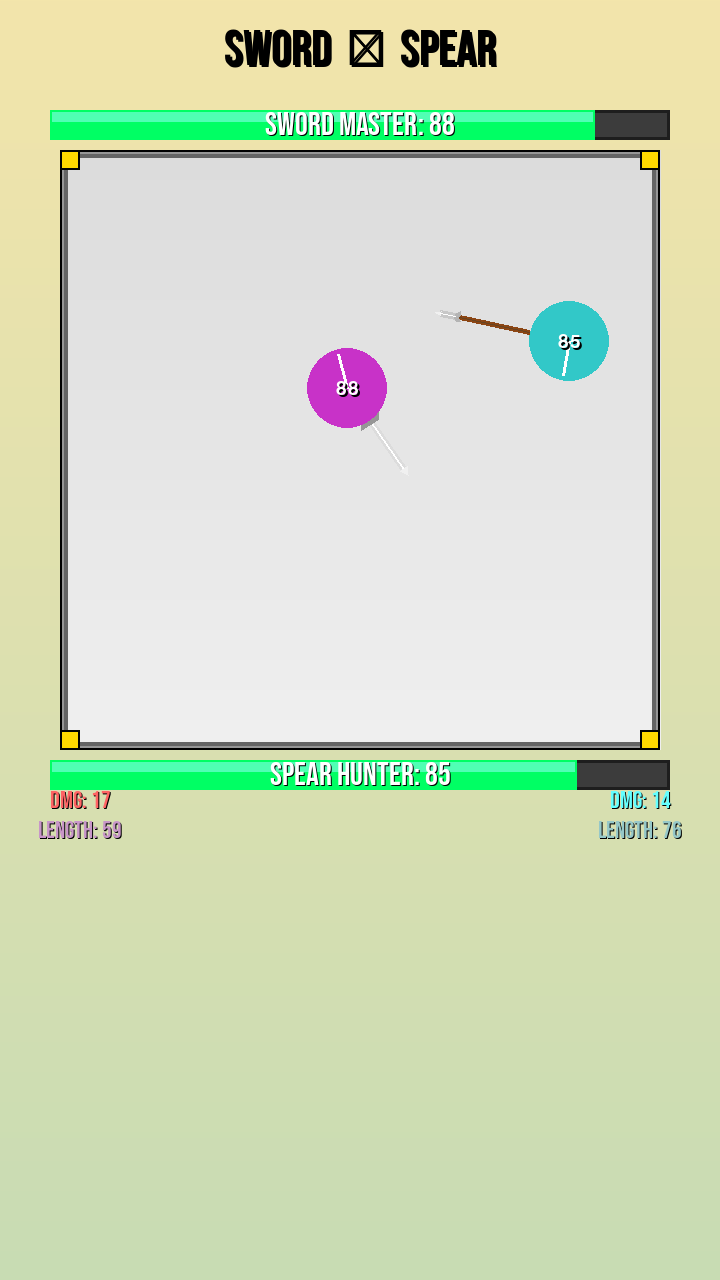 SWORD ☒ SPEAR
SWORD MASTER: 88
85
88
SPEAR HUNTER: 85
DMG: 17 DMG: 14
LENGTH: 59 LENGTH: 76